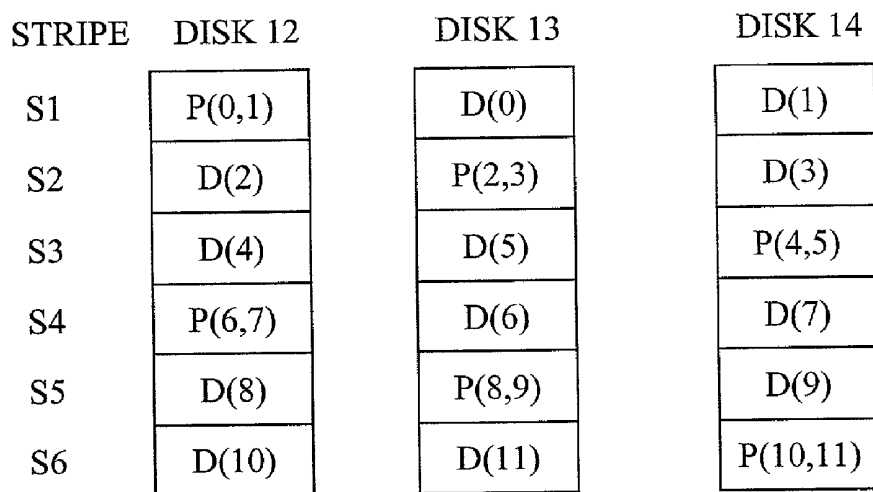 STRIPE DISK 12 DISK 13 DISK 14
S1 P(0,1) D(0) D(1)
S2 D(2) P(2,3) D(3)
S3 D(4) D(5) P(4,5)
S4 P(6,7) D(6) D(7)
S5 D(8) P(8,9) D(9)
S6 D(10) D(11) P(10,11)